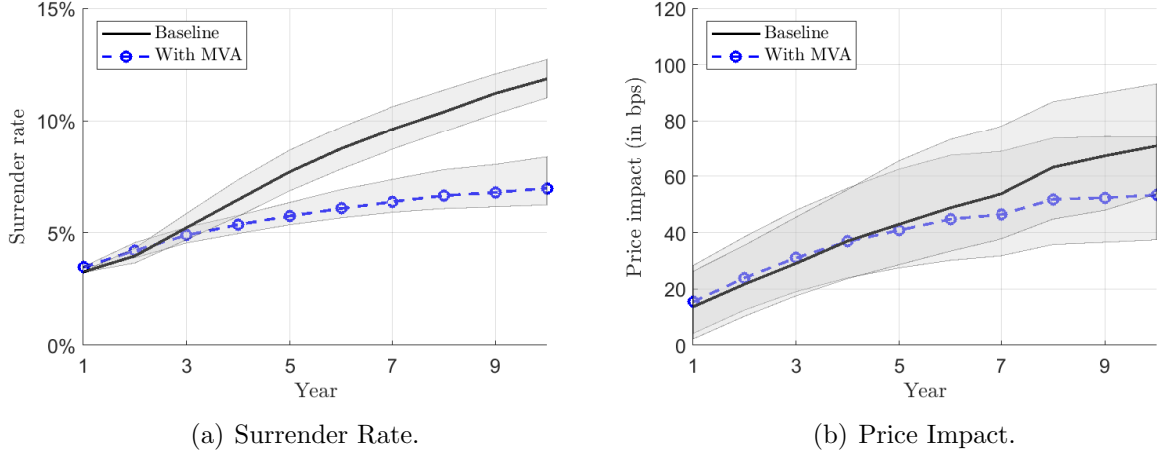 15%
10%
5%
0%
Surrender rate
Baseline
With MVA
1
3
5
7
9
Year
(a) Surrender Rate.
120
100
80
60
40
20
0
Price impact (in bps)
Baseline
With MVA
1
3
5
7
9
Year
(b) Price Impact.